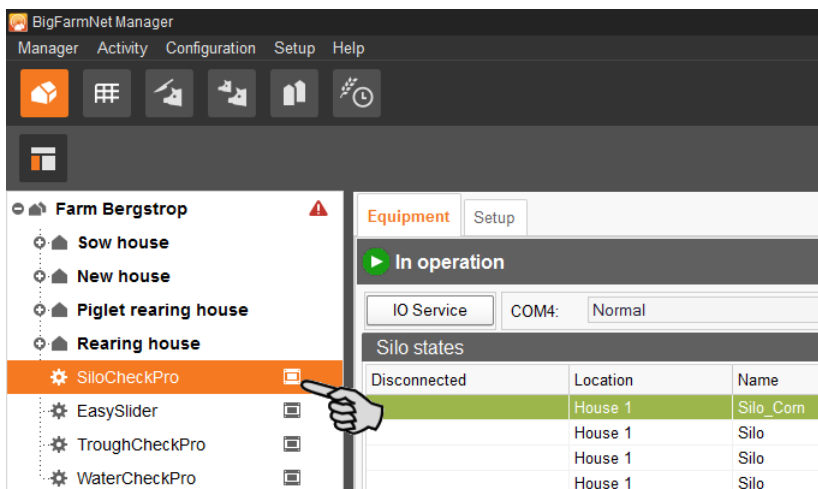 BigFarmNet Manager
Manager Activity Configuration Setup Help
Farm Bergstrop
Sow house
New house
Piglet rearing house
Rearing house
SiloCheckPro
EasySlider
TroughCheckPro
WaterCheckPro
Equipment Setup
In operation
IO Service COM4: Normal
Silo states
Disconnected Location Name
House 1 Silo_Corn
House 1 Silo
House 1 Silo
House 1 Silo